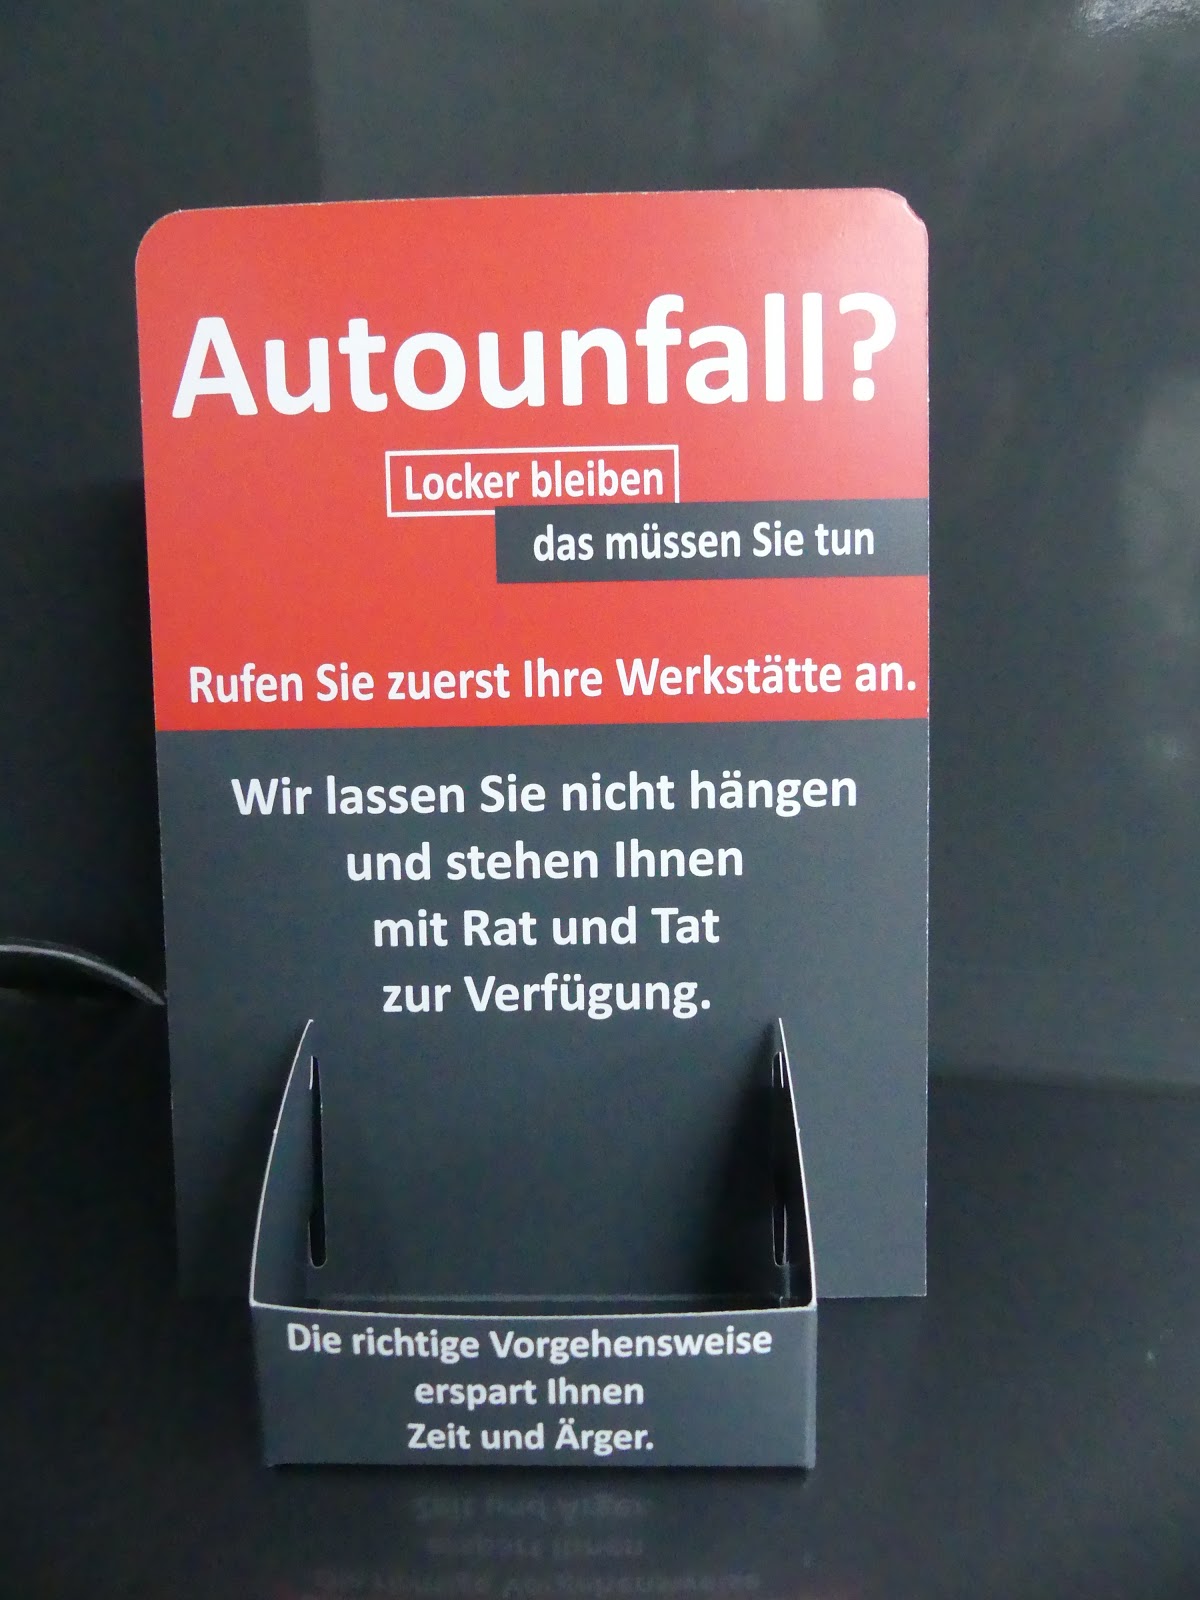 Autounfall?
Locker bleiben
das müssen Sie tun
Rufen Sie zuerst Ihre Werkstätte an.
Wir lassen Sie nicht hängen
und stehen Ihnen
mit Rat und Tat
zur Verfügung.
Die richtige Vorgehensweise
erspart Ihnen
Zeit und Ärger.